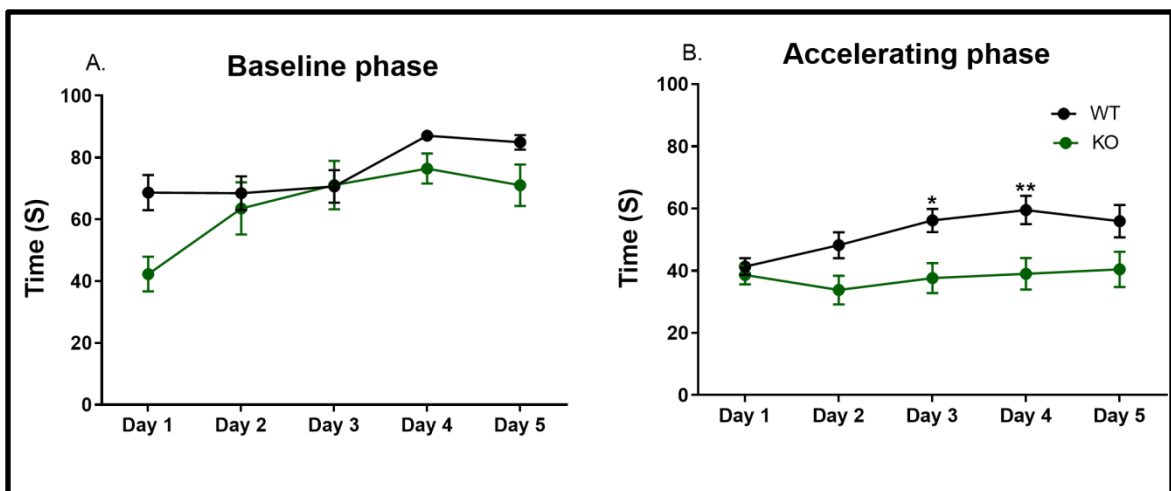 A.
Baseline phase
Time (S)
100
80
60
40
20
0
Day 1 Day 2 Day 3 Day 4 Day 5
B.
Accelerating phase
Time (S)
100
80
60
40
20
0
WT
KO
*
**
Day 1 Day 2 Day 3 Day 4 Day 5